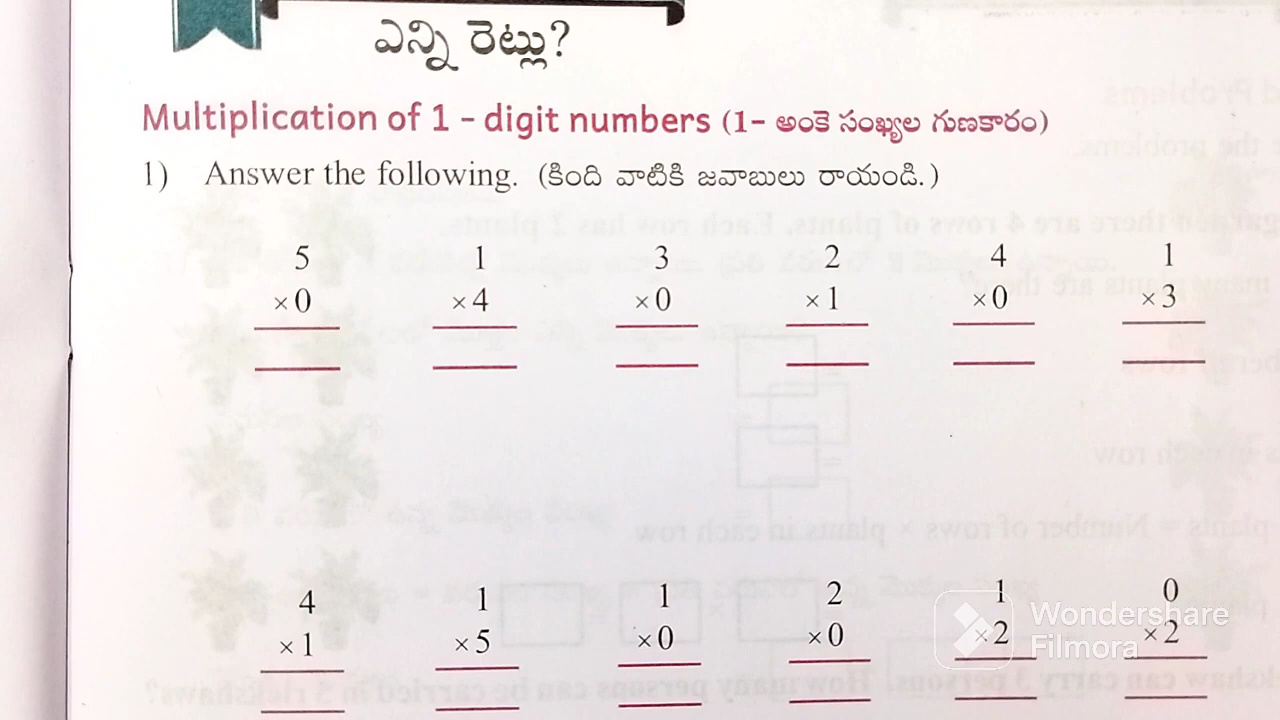 ఎన్ని రెట్లు?
Multiplication of 1 - digit numbers (1- అంకె సంఖ్యల గుణకారం)
1) Answer the following. (కింది వాటికి జవాబులు రాయండి.)
5 1 3 2 4 1
×0 ×4 ×0 ×1 ×0 ×3
4 1 1 2 1 0
×1 ×5 ×0 ×0 ×2 ×2
Wondershare
Filmora